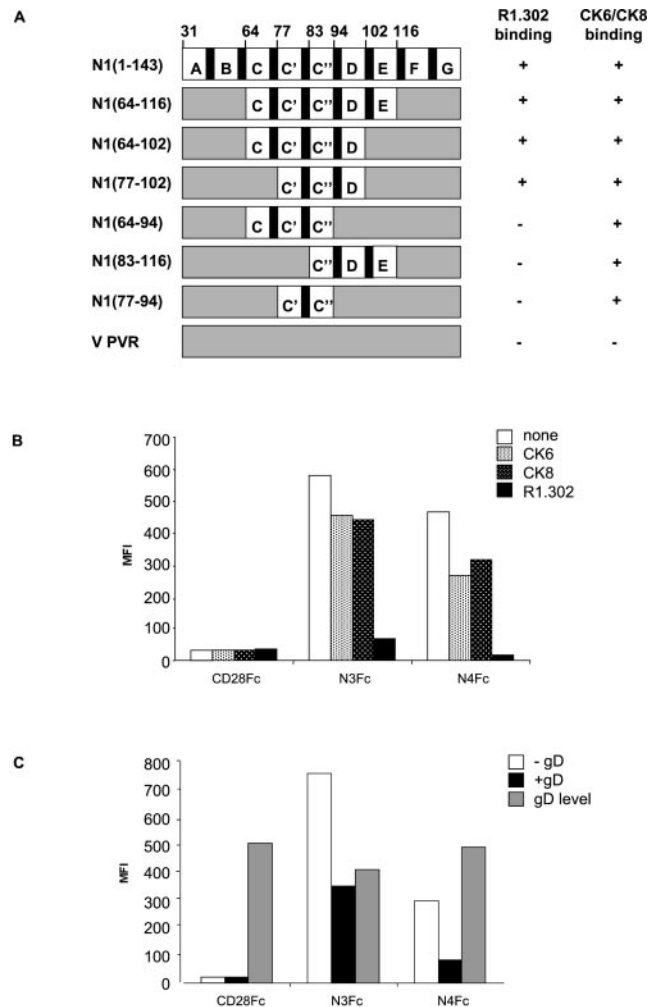 A
R1.302 binding
CK6/CK8 binding
31 64 77 83 94 102 116
N1(1-143) A B C C' C'' D E F G + +
N1(64-116) C C' C'' D E + +
N1(64-102) C C' C'' D + +
N1(77-102) C' C'' D + +
N1(64-94) C C' C'' - +
N1(83-116) C'' D E - +
N1(77-94) C' C'' - +
V PVR - -
B
700
600
500
400
300
200
100
0
MFI
none
CK6
CK8
R1.302
CD28Fc N3Fc N4Fc
C
800
700
600
500
400
300
200
100
0
MFI
- gD
+gD
gD level
CD28Fc N3Fc N4Fc